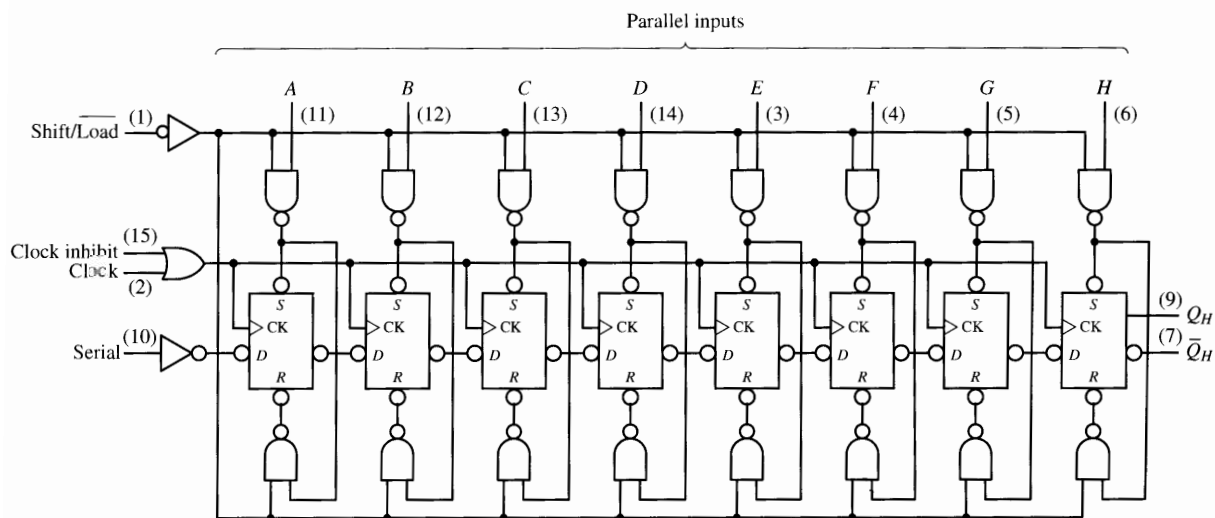 Parallel inputs
A B C D E F G H
(11) (12) (13) (14) (3) (4) (5) (6)
Shift/L̅o̅a̅d̅ (1)
Clock inhibit (15)
Clock (2)
S S S S S S S S
CK CK CK CK CK CK CK CK
(9) Q_H
Serial (10)
D D D D D D D D
(7) Q̅_H
R R R R R R R R